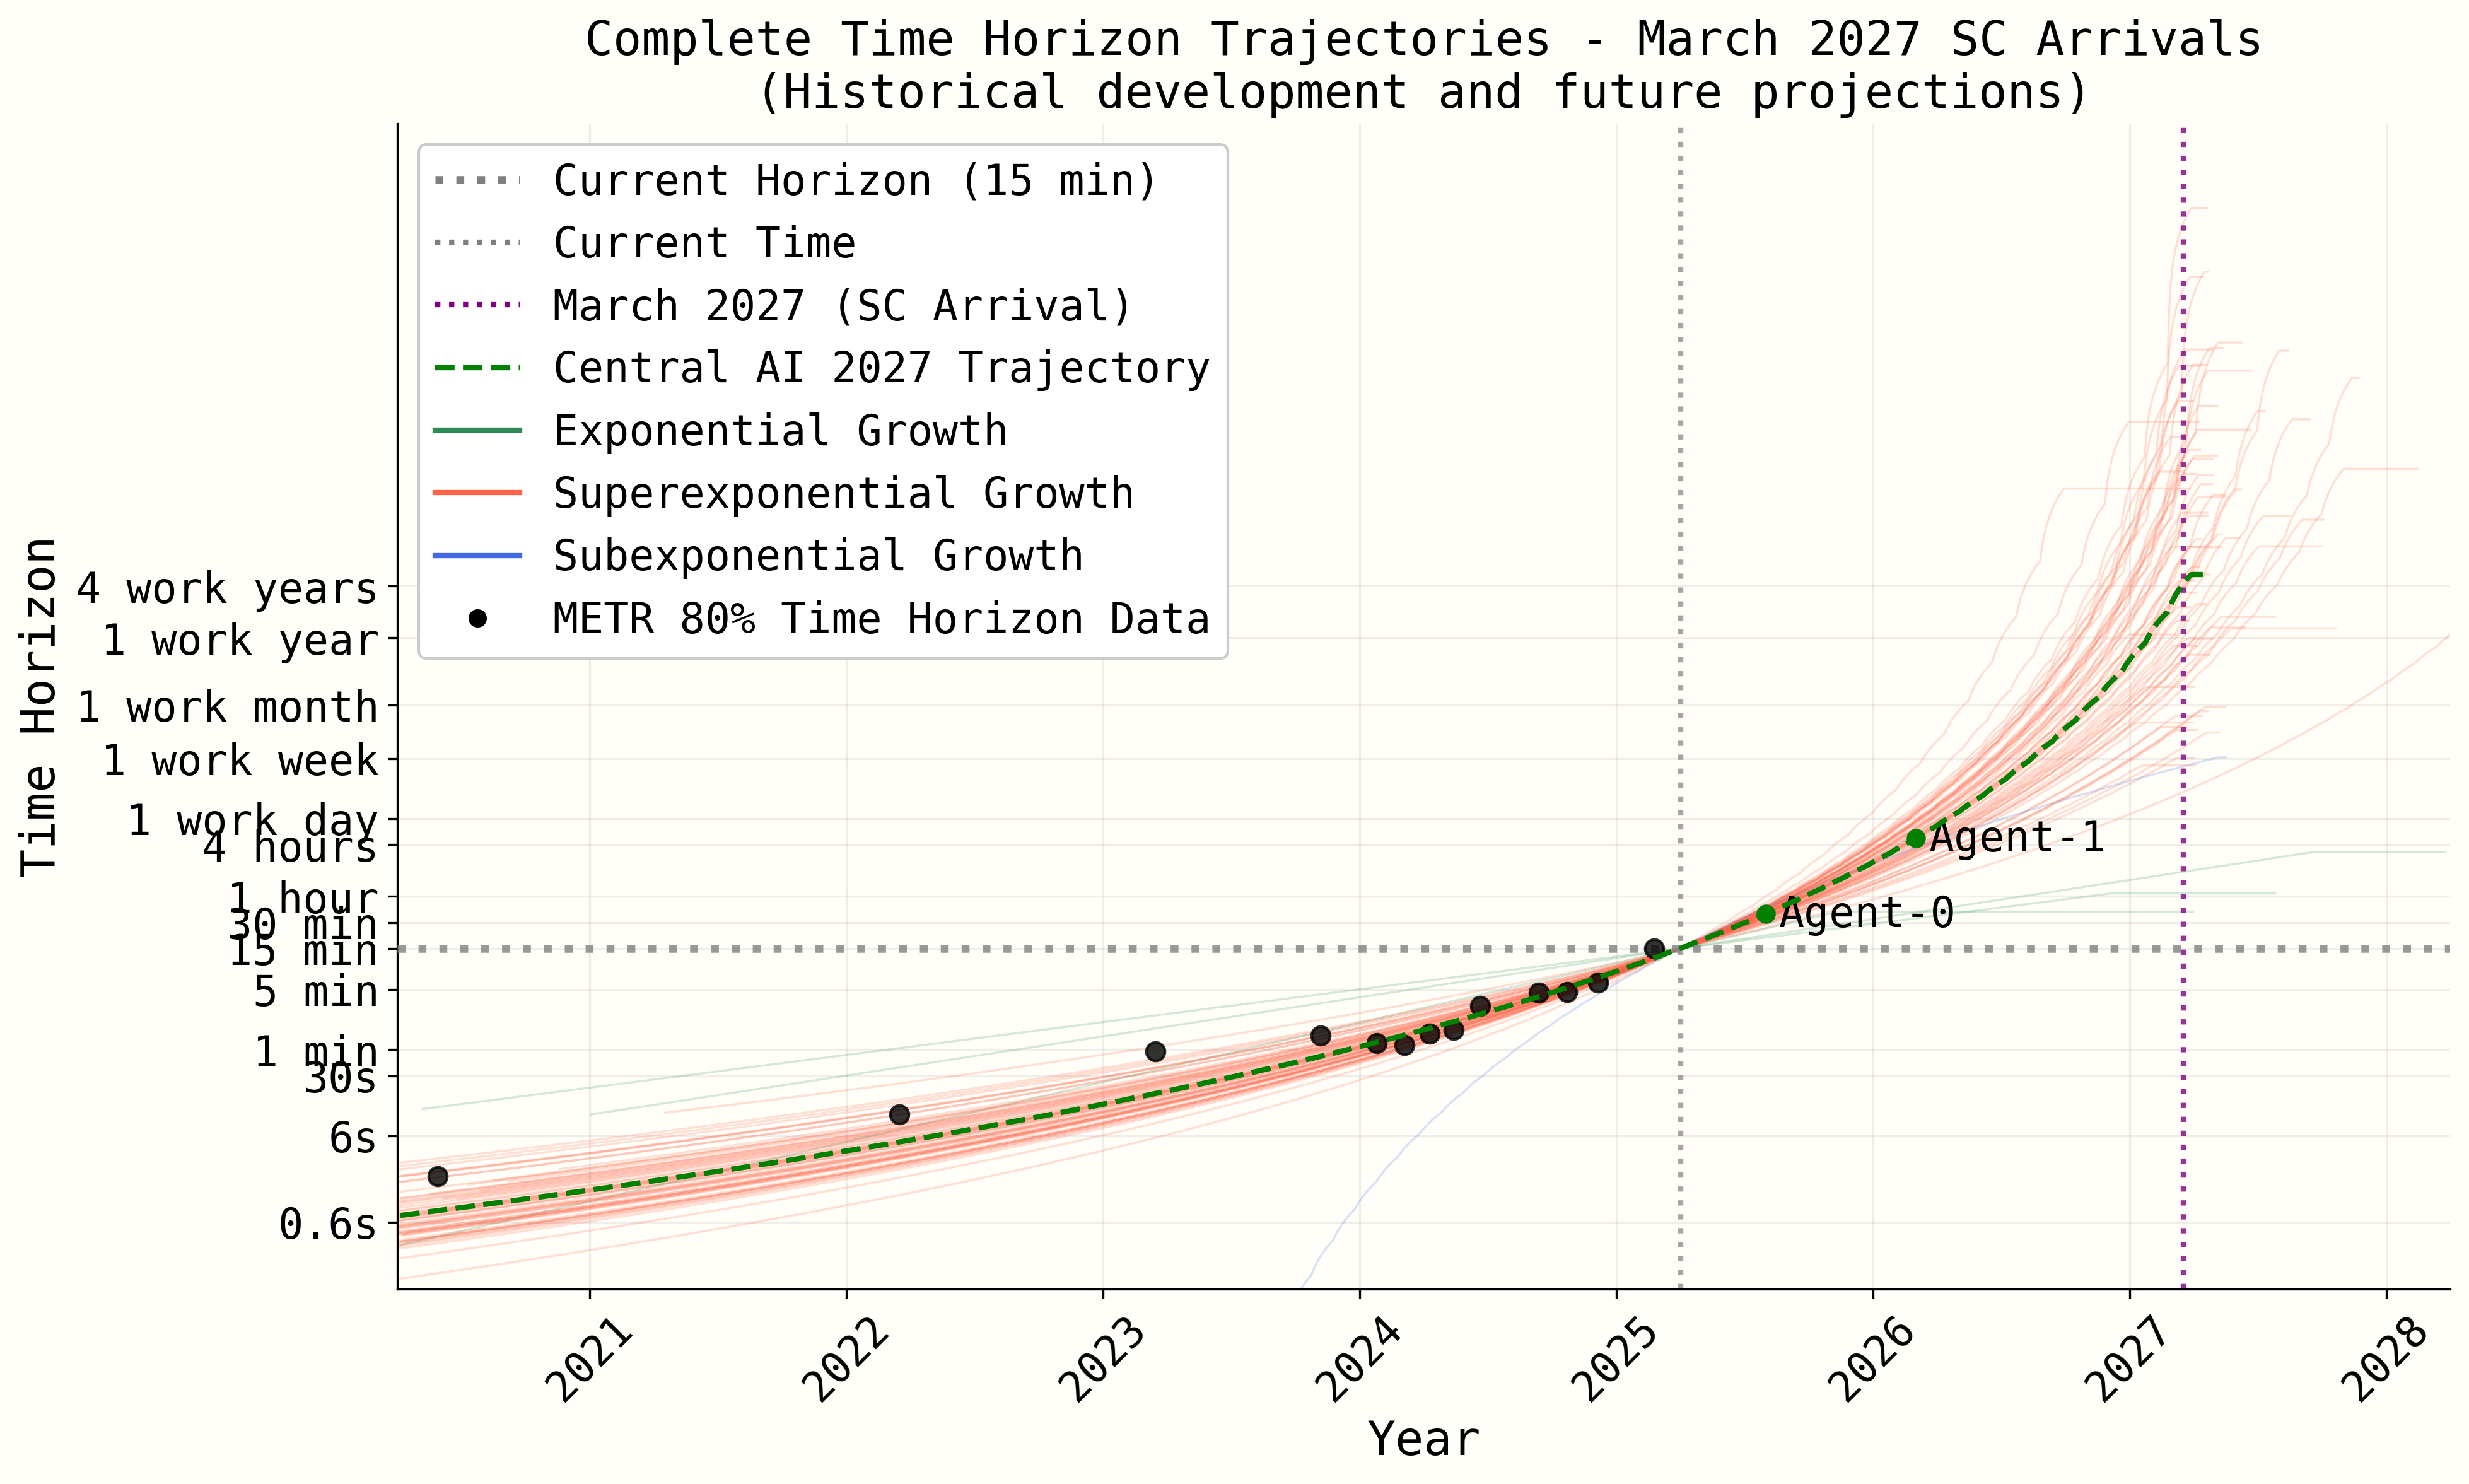 Complete Time Horizon Trajectories - March 2027 SC Arrivals
(Historical development and future projections)
Current Horizon (15 min)
Current Time
March 2027 (SC Arrival)
Central AI 2027 Trajectory
Exponential Growth
Superexponential Growth
Subexponential Growth
METR 80% Time Horizon Data
Time Horizon
4 work years
1 work year
1 work month
1 work week
1 work day
4 hours
1 hour
30 min
15 min
5 min
1 min
30s
6s
0.6s
Agent-1
Agent-0
2021
2022
2023
2024
2025
2026
2027
2028
Year